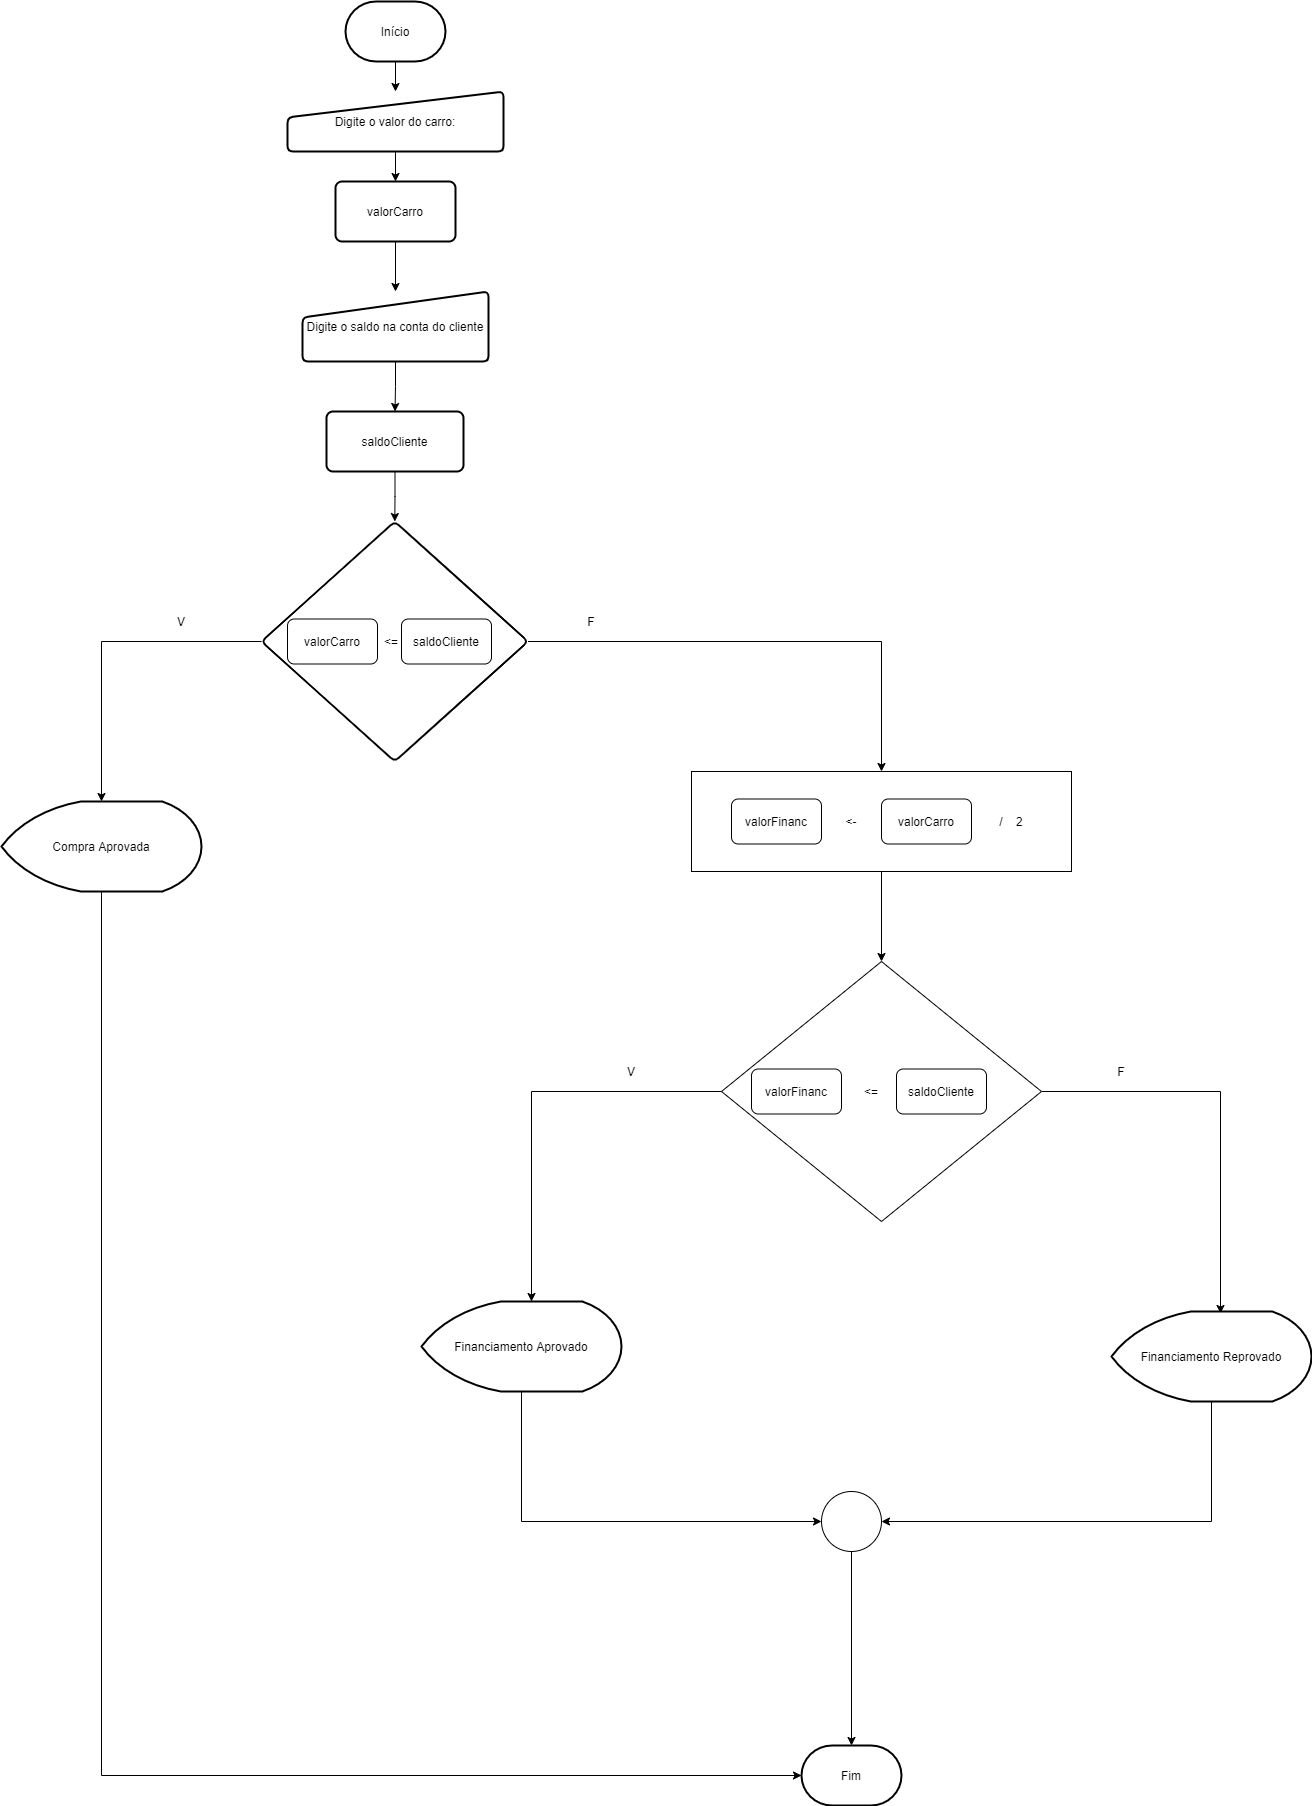 Início
Digite o valor do carro:
valorCarro
Digite o saldo na conta do cliente
saldoCliente
V
F
valorCarro <= saldoCliente
valorFinanc <- valorCarro / 2
Compra Aprovada
V
F
valorFinanc <= saldoCliente
Financiamento Aprovado
Financiamento Reprovado
Fim